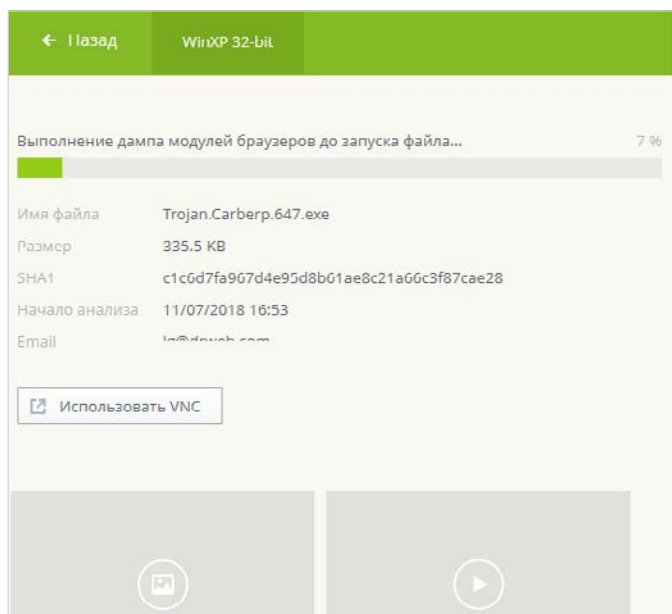 ← Назад WinXP 32-bit
Выполнение дампа модулей браузеров до запуска файла... 7 %
Имя файла Trojan.Carberp.647.exe
Размер 335.5 KB
SHA1 c1c6d7fa967d4e95d8b61ae8c21a66c3f87cae28
Начало анализа 11/07/2018 16:53
Email
Использовать VNC